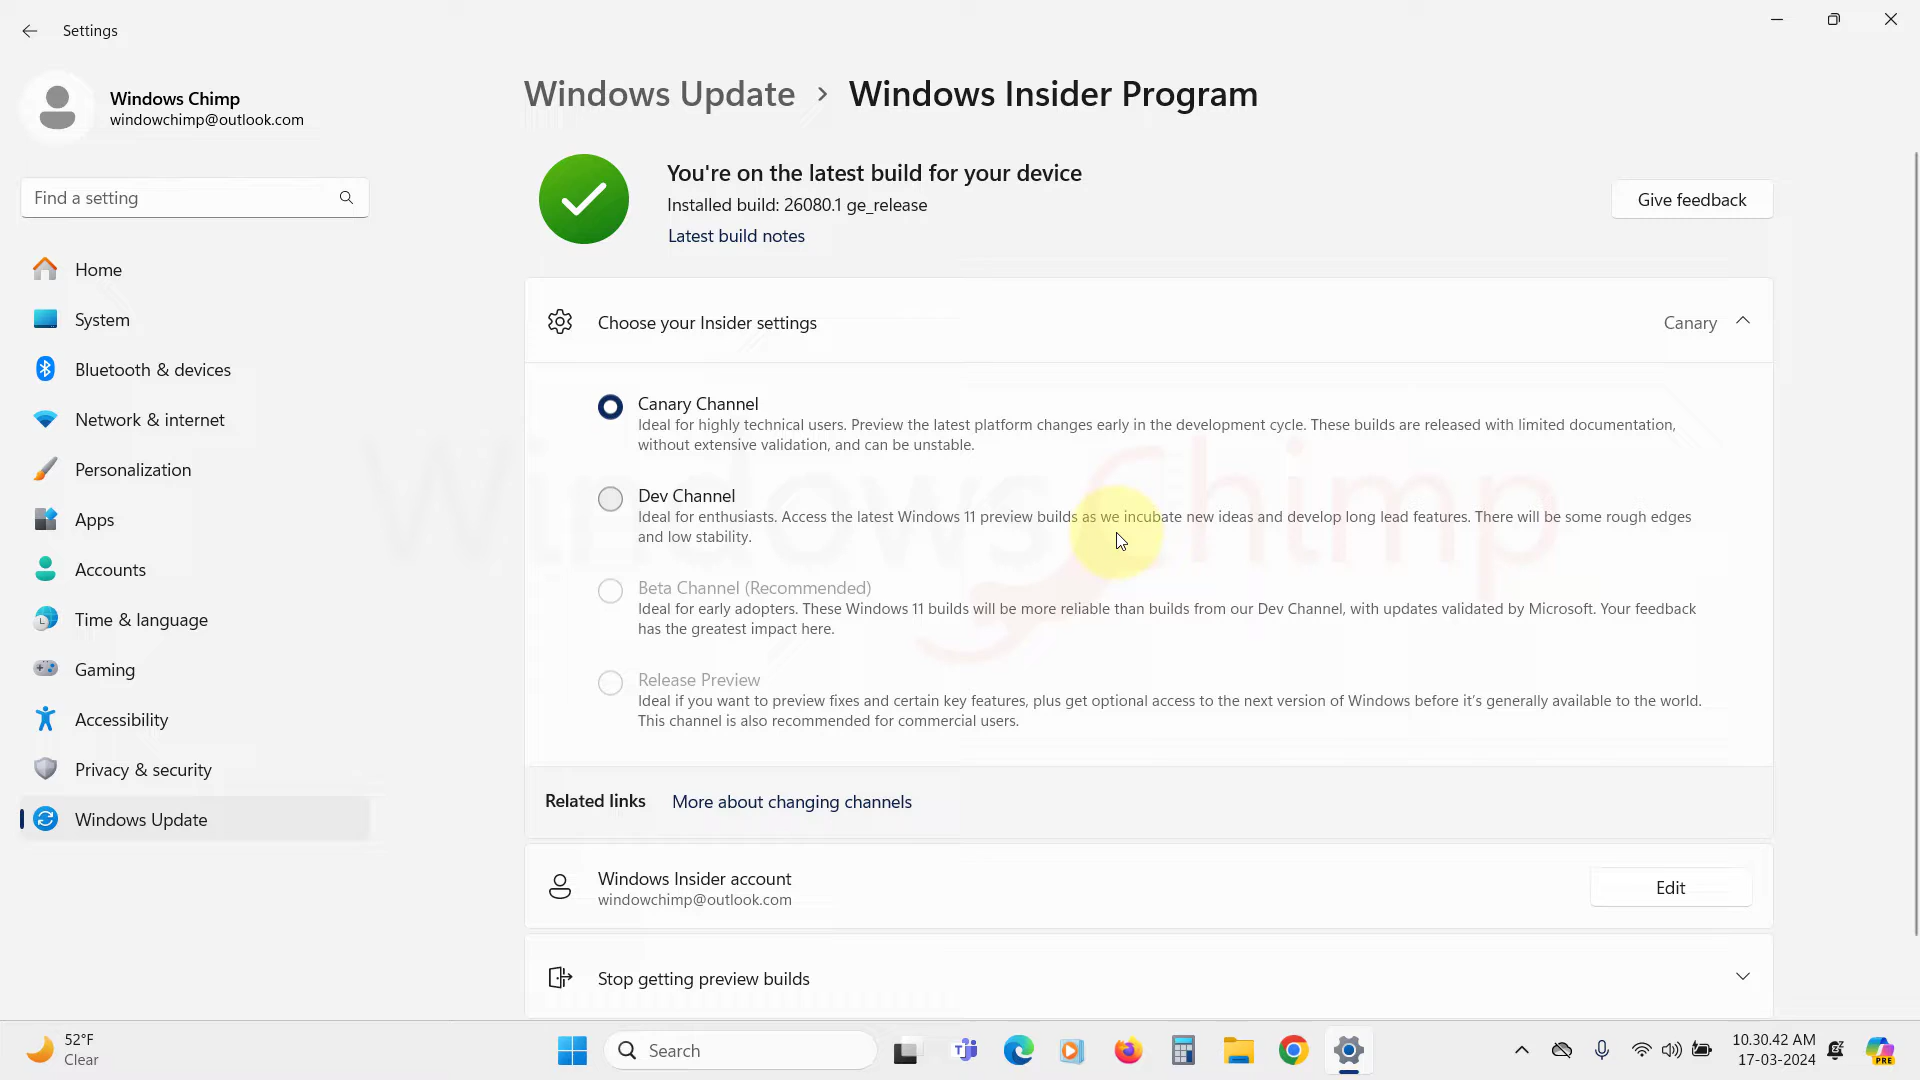 Settings
Windows Chimp
windowchimp@outlook.com
Find a setting
Home
System
Bluetooth & devices
Network & internet
Personalization
Apps
Accounts
Time & language
Gaming
Accessibility
Privacy & security
Windows Update
Windows Update > Windows Insider Program
You're on the latest build for your device
Installed build: 26080.1 ge_release
Latest build notes
Give feedback
Choose your Insider settings
Canary
Canary Channel
Ideal for highly technical users. Preview the latest platform changes early in the development cycle. These builds are released with limited documentation,
without extensive validation, and can be unstable.
Dev Channel
Ideal for enthusiasts. Access the latest Windows 11 preview builds as we incubate new ideas and develop long lead features. There will be some rough edges
and low stability.
Beta Channel (Recommended)
Ideal for early adopters. These Windows 11 builds will be more reliable than builds from our Dev Channel, with updates validated by Microsoft. Your feedback
has the greatest impact here.
Release Preview
Ideal if you want to preview fixes and certain key features, plus get optional access to the next version of Windows before it's generally available to the world.
This channel is also recommended for commercial users.
WindowsChimp
Related links More about changing channels
Windows Insider account
windowchimp@outlook.com
Edit
Stop getting preview builds
52°F
Clear
Search
10.30.42 AM
17-03-2024
PRE